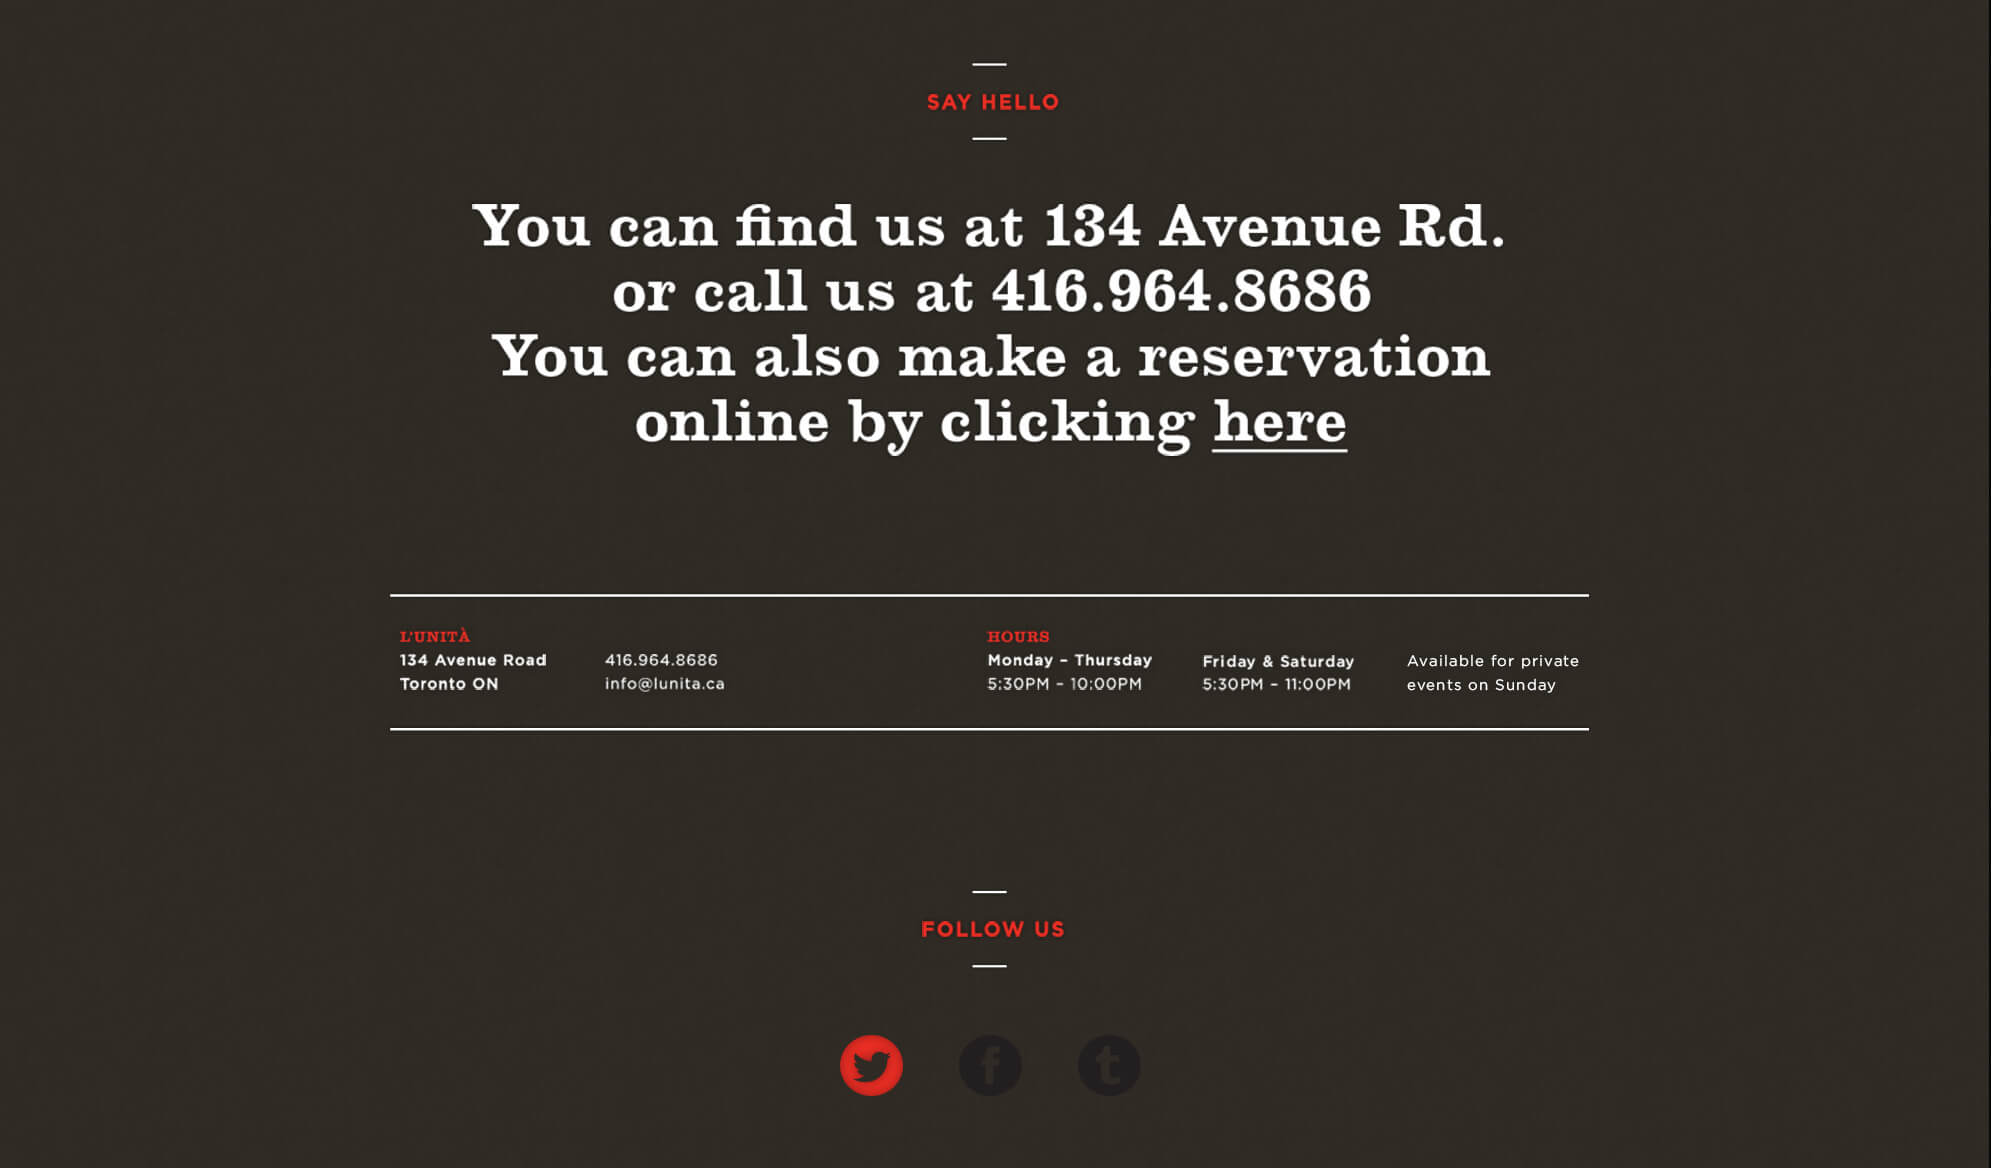 SAY HELLO
You can find us at 134 Avenue Rd.
or call us at 416.964.8686
You can also make a reservation
online by clicking here
L'UNITÀ
134 Avenue Road
Toronto ON
416.964.8686
info@lunita.ca
HOURS
Monday – Thursday
5:30PM – 10:00PM
Friday & Saturday
5:30PM – 11:00PM
Available for private
events on Sunday
FOLLOW US